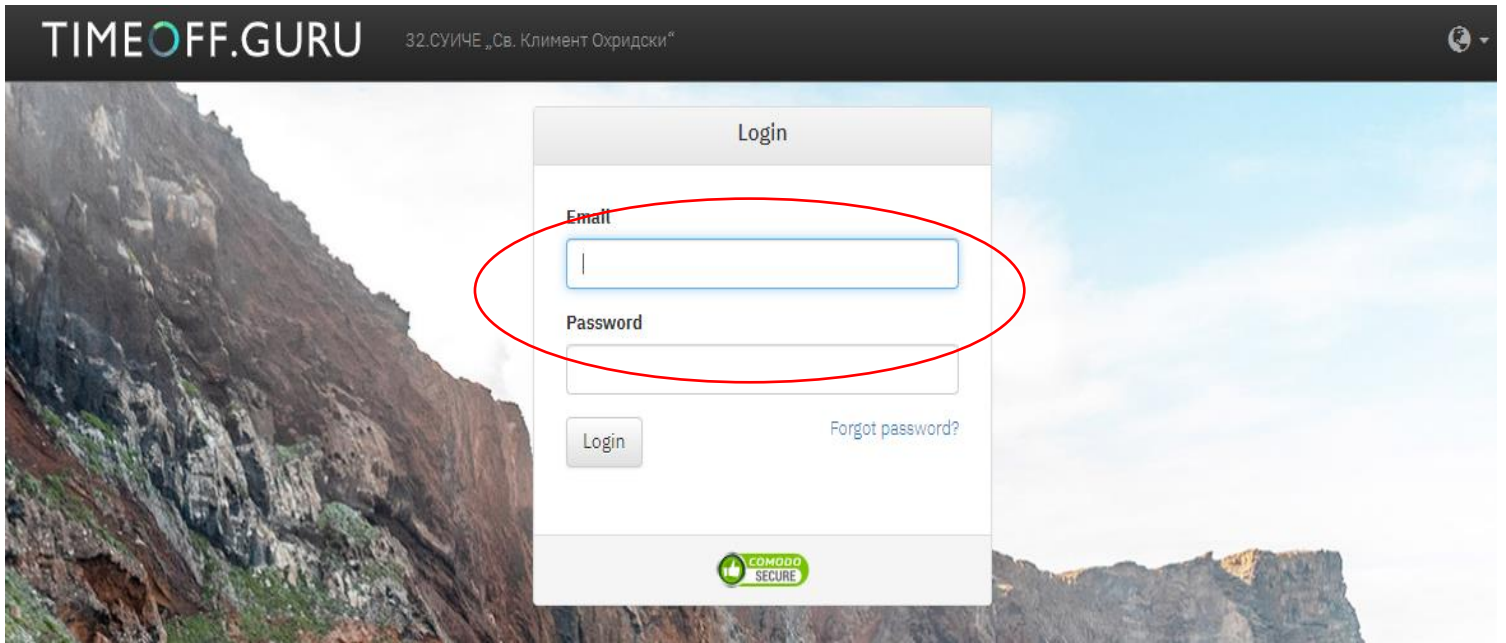 TIMEOFF.GURU 32.СУИЧЕ „Св. Климент Охридски“
Login
Email
Password
Login Forgot password?
COMODO
SECURE